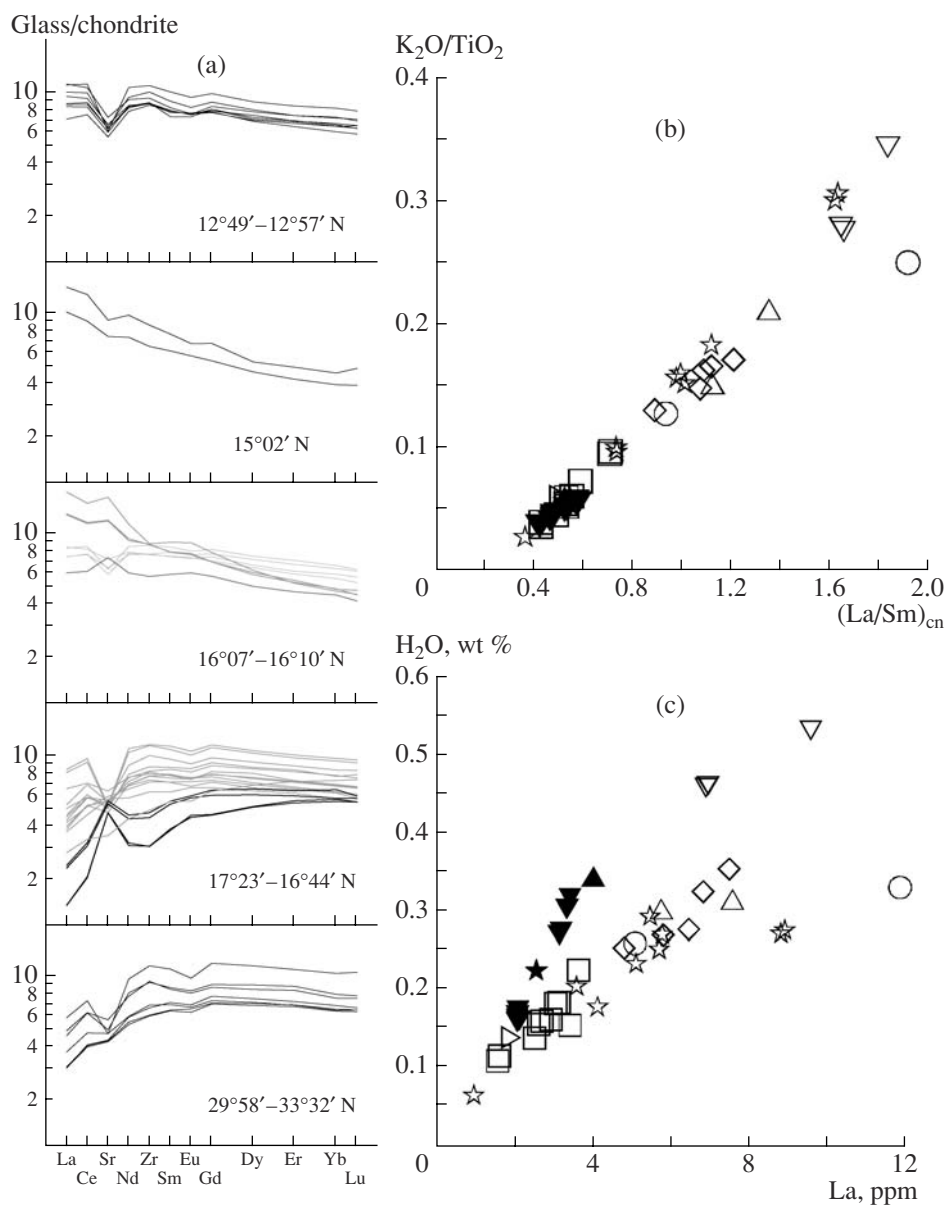 Glass/chondrite
(a)
10
8
6
4
2
12°49′–12°57′ N
10
8
6
4
2
15°02′ N
10
8
6
4
2
16°07′–16°10′ N
10
8
6
4
2
17°23′–16°44′ N
10
8
6
4
2
29°58′–33°32′ N
La Sr Zr Eu Dy Er Yb
Ce Nd Sm Gd Lu
K₂O/TiO₂
0.4
(b)
0.3
0.2
0.1
0 0.4 0.8 1.2 1.6 2.0
(La/Sm)cn
H₂O, wt %
0.6
(c)
0.5
0.4
0.3
0.2
0.1
0 4 8 12
La, ppm